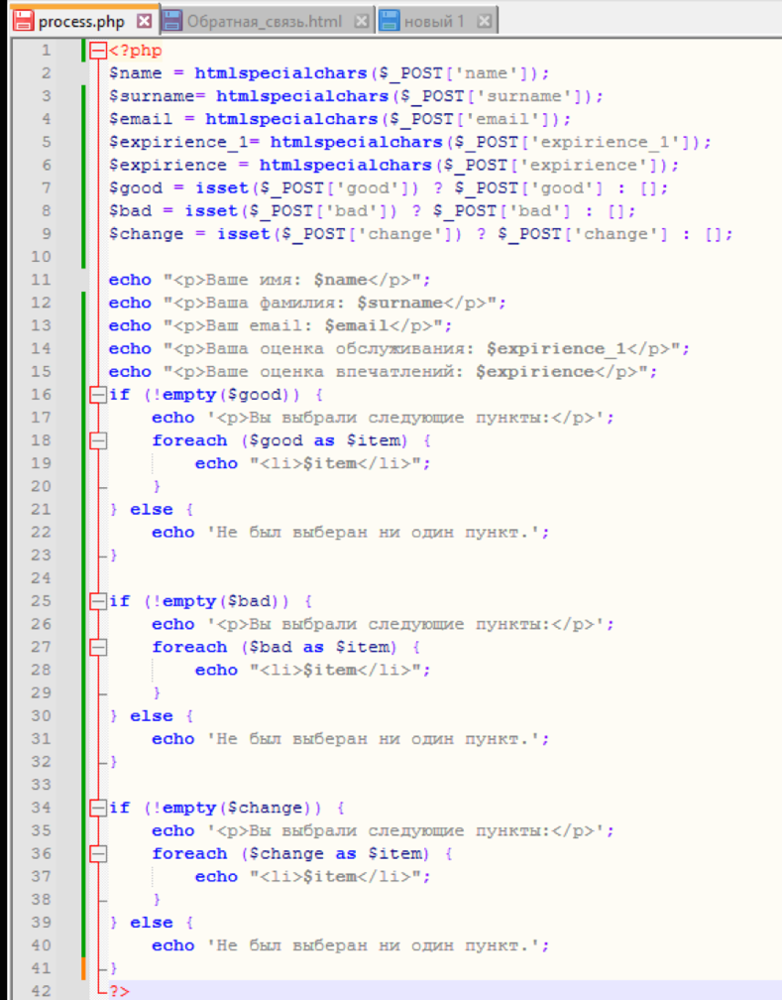 process.php Обратная_связь.html новый 1
1 <?php
2 $name = htmlspecialchars($_POST['name']);
3 $surname= htmlspecialchars($_POST['surname']);
4 $email = htmlspecialchars($_POST['email']);
5 $expirience_1= htmlspecialchars($_POST['expirience_1']);
6 $expirience = htmlspecialchars($_POST['expirience']);
7 $good = isset($_POST['good']) ? $_POST['good'] : [];
8 $bad = isset($_POST['bad']) ? $_POST['bad'] : [];
9 $change = isset($_POST['change']) ? $_POST['change'] : [];
10
11 echo "<p>Ваше имя: $name</p>";
12 echo "<p>Ваша фамилия: $surname</p>";
13 echo "<p>Ваш email: $email</p>";
14 echo "<p>Ваша оценка обслуживания: $expirience_1</p>";
15 echo "<p>Ваше оценка впечатлений: $expirience</p>";
16 if (!empty($good)) {
17     echo '<p>Вы выбрали следующие пункты:</p>';
18     foreach ($good as $item) {
19         echo "<li>$item</li>";
20     }
21 } else {
22     echo 'Не был выберан ни один пункт.';
23 }
24
25 if (!empty($bad)) {
26     echo '<p>Вы выбрали следующие пункты:</p>';
27     foreach ($bad as $item) {
28         echo "<li>$item</li>";
29     }
30 } else {
31     echo 'Не был выберан ни один пункт.';
32 }
33
34 if (!empty($change)) {
35     echo '<p>Вы выбрали следующие пункты:</p>';
36     foreach ($change as $item) {
37         echo "<li>$item</li>";
38     }
39 } else {
40     echo 'Не был выберан ни один пункт.';
41 }
42 ?>